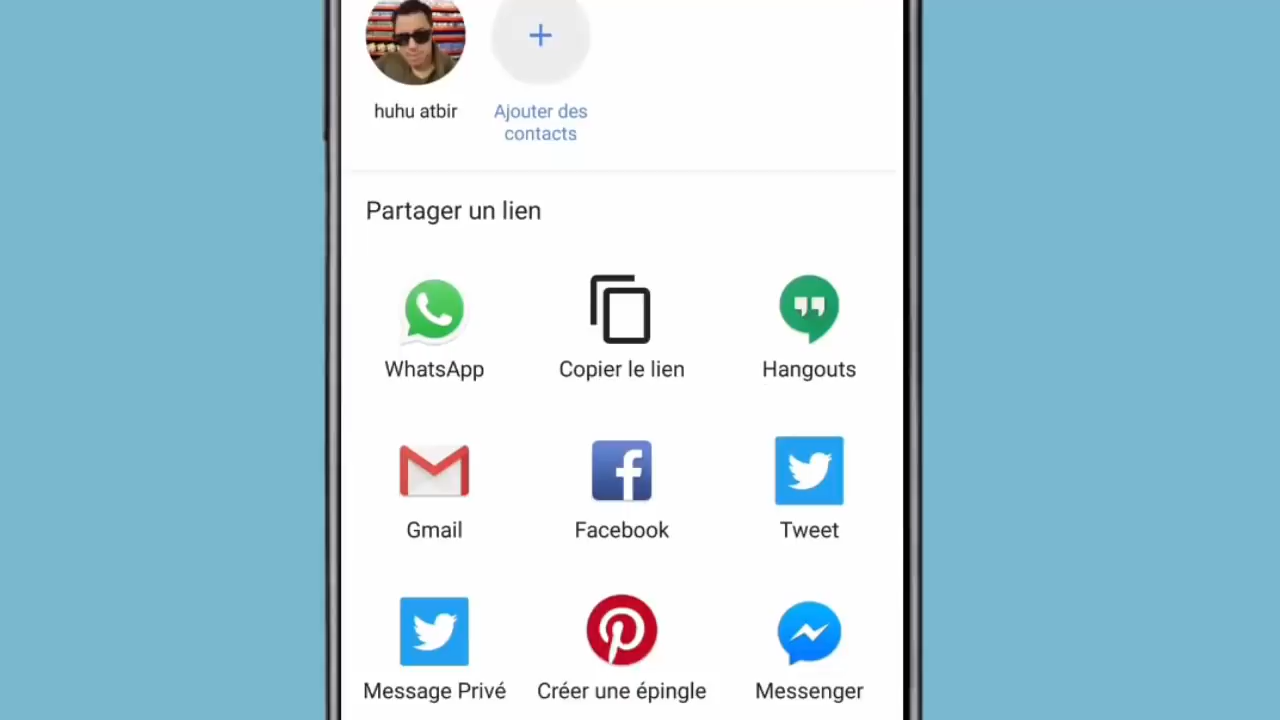 huhu atbir
Ajouter des
contacts
Partager un lien
WhatsApp
Copier le lien
Hangouts
Gmail
Facebook
Tweet
Message Privé
Créer une épingle
Messenger